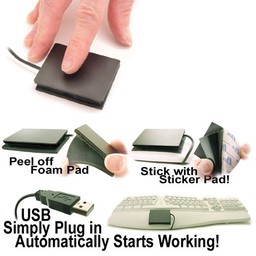 Peel off
Foam Pad
Stick with
Sticker Pad!
USB
Simply Plug in
Automatically Starts Working!